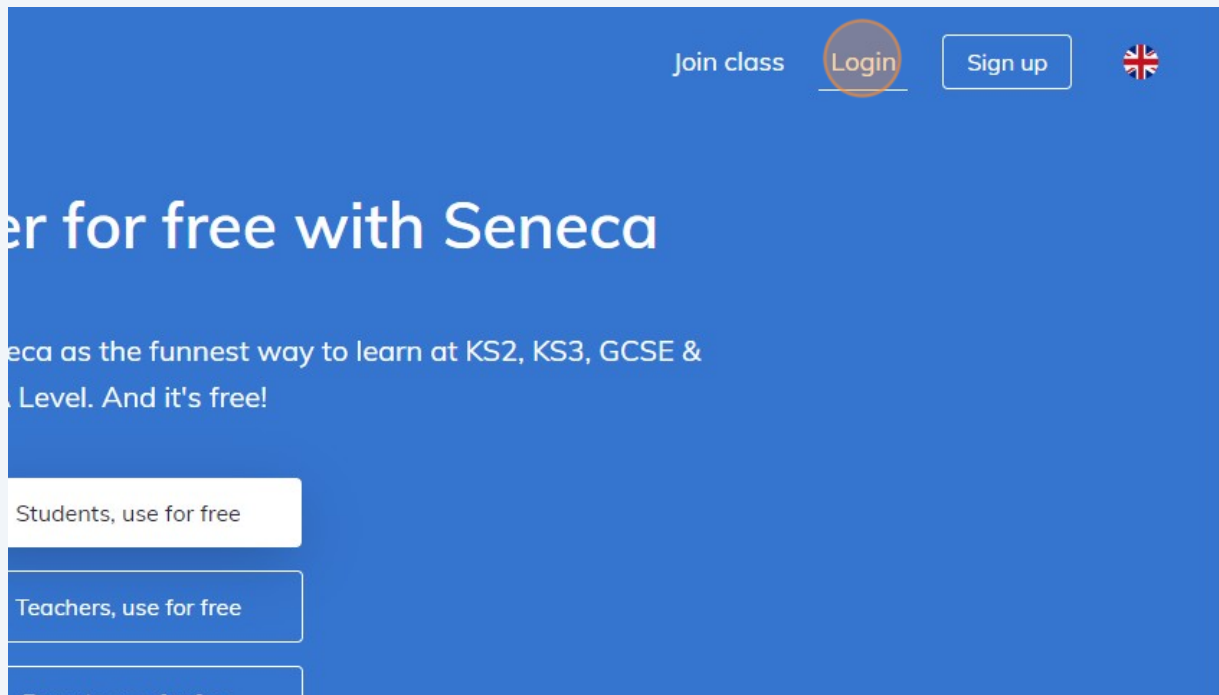 Join class Login Sign up
er for free with Seneca
eca as the funnest way to learn at KS2, KS3, GCSE &
Level. And it's free!
Students, use for free
Teachers, use for free